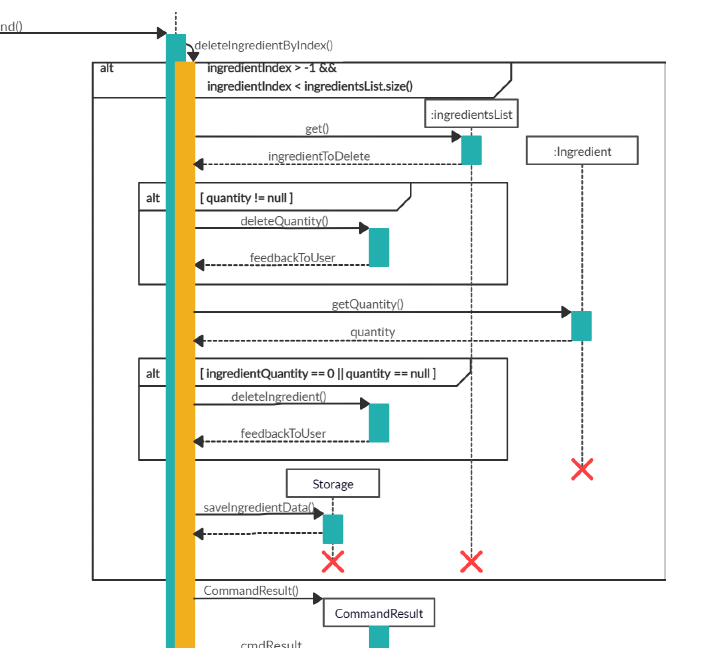 nd()
deleteIngredientByIndex()
alt
ingredientIndex > -1 &&
ingredientIndex < ingredientsList.size()
:ingredientsList
get()
:Ingredient
ingredientToDelete
alt
[ quantity != null ]
deleteQuantity()
feedbackToUser
getQuantity()
quantity
alt
[ ingredientQuantity == 0 || quantity == null ]
deleteIngredient()
feedbackToUser
Storage
saveIngredientData()
CommandResult()
CommandResult
cmdResult